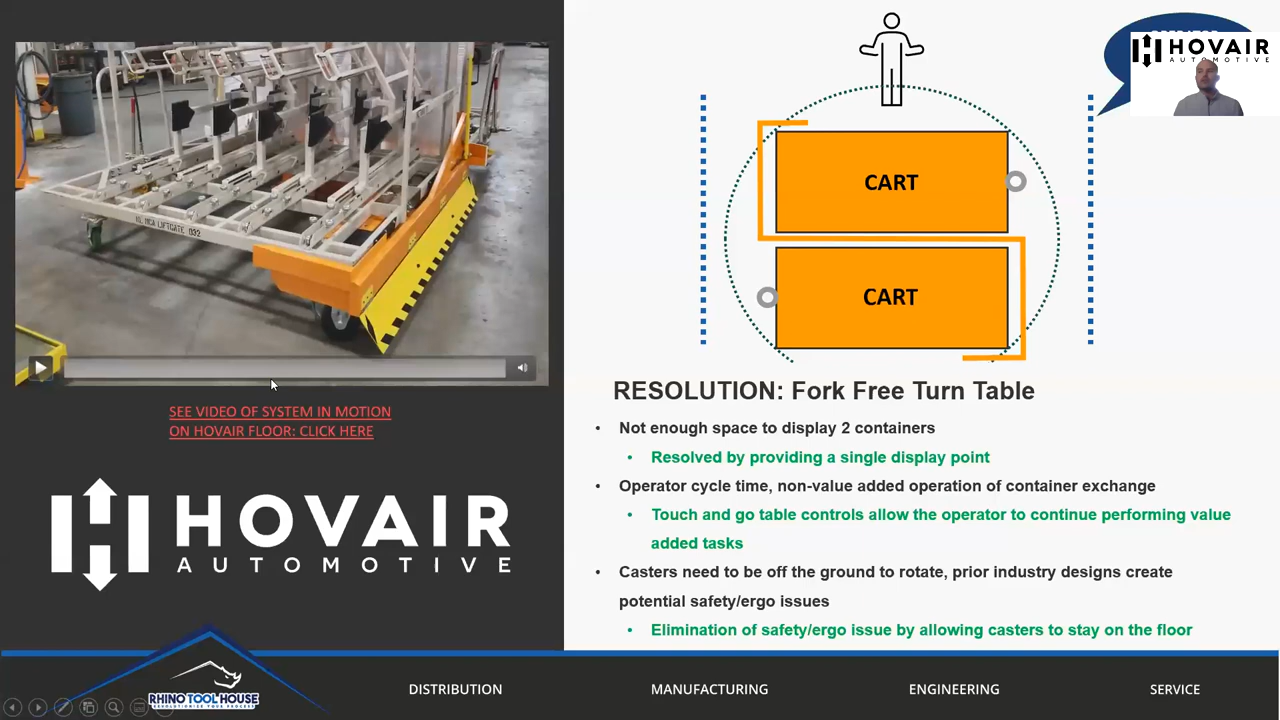 HOVAIR
AUTOMOTIVE
CART
CART
SEE VIDEO OF SYSTEM IN MOTION
ON HOVAIR FLOOR: CLICK HERE
HOVAIR
AUTOMOTIVE
RESOLUTION: Fork Free Turn Table
• Not enough space to display 2 containers
• Resolved by providing a single display point
• Operator cycle time, non-value added operation of container exchange
• Touch and go table controls allow the operator to continue performing value
added tasks
• Casters need to be off the ground to rotate, prior industry designs create
potential safety/ergo issues
• Elimination of safety/ergo issue by allowing casters to stay on the floor
RHINO TOOL HOUSE
DISTRIBUTION
MANUFACTURING
ENGINEERING
SERVICE